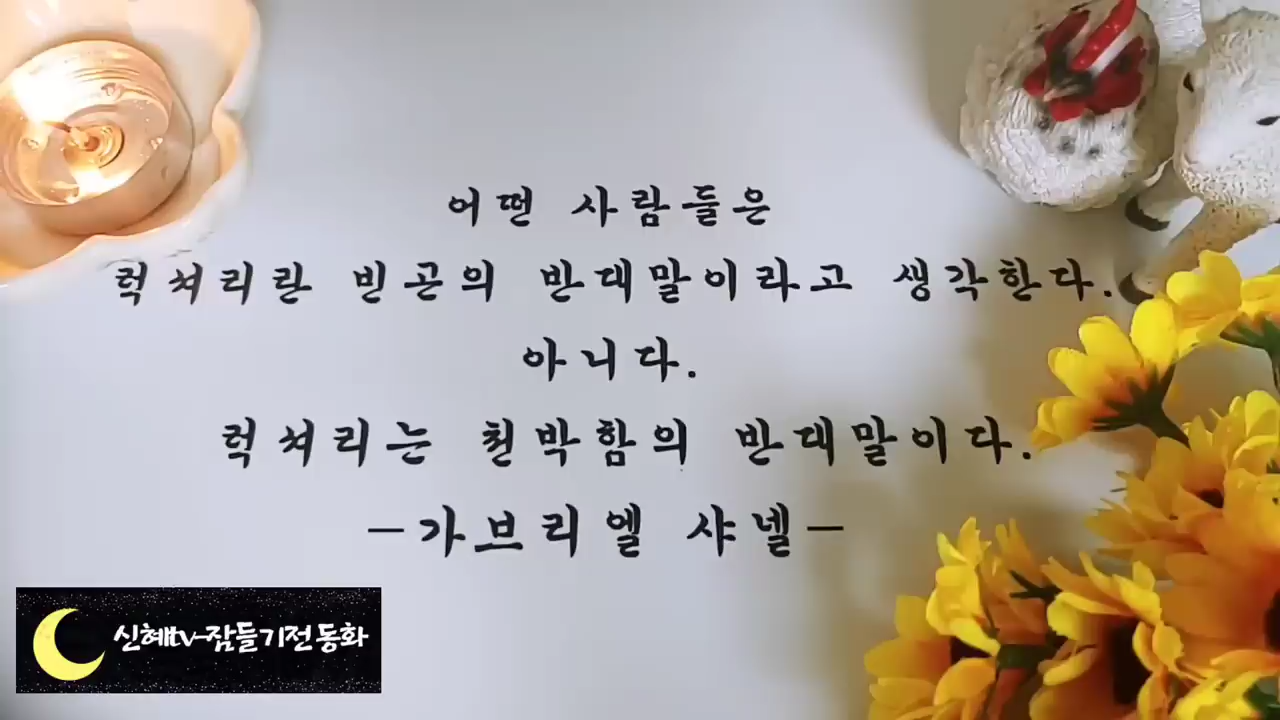 어떤 사람들은
럭셔리란 빈곤의 반대말이라고 생각한다.
아니다.
럭셔리는 천박함의 반대말이다.
-가브리엘 샤넬-
신혜tv-잠들기전 동화